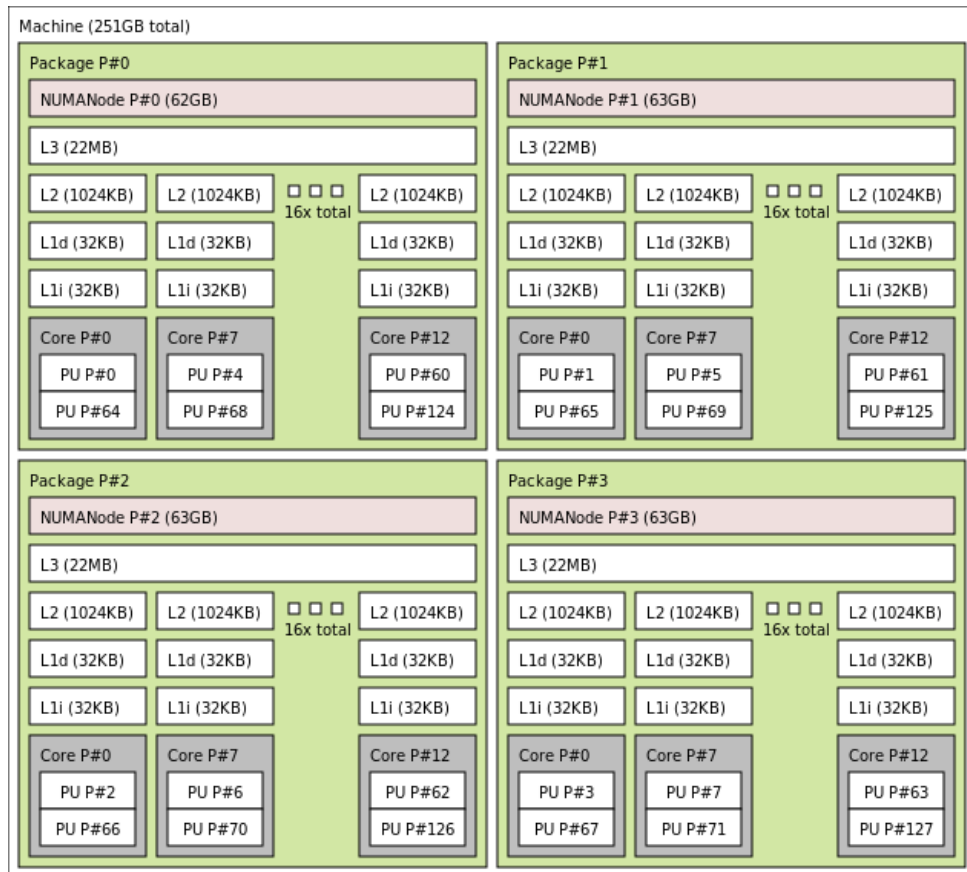 Machine (251GB total)
Package P#0
NUMANode P#0 (62GB)
L3 (22MB)
L2 (1024KB) L2 (1024KB) 16x total L2 (1024KB)
L1d (32KB) L1d (32KB) L1d (32KB)
L1i (32KB) L1i (32KB) L1i (32KB)
Core P#0 Core P#7 Core P#12
PU P#0 PU P#4 PU P#60
PU P#64 PU P#68 PU P#124
Package P#1
NUMANode P#1 (63GB)
L3 (22MB)
L2 (1024KB) L2 (1024KB) 16x total L2 (1024KB)
L1d (32KB) L1d (32KB) L1d (32KB)
L1i (32KB) L1i (32KB) L1i (32KB)
Core P#0 Core P#7 Core P#12
PU P#1 PU P#5 PU P#61
PU P#65 PU P#69 PU P#125
Package P#2
NUMANode P#2 (63GB)
L3 (22MB)
L2 (1024KB) L2 (1024KB) 16x total L2 (1024KB)
L1d (32KB) L1d (32KB) L1d (32KB)
L1i (32KB) L1i (32KB) L1i (32KB)
Core P#0 Core P#7 Core P#12
PU P#2 PU P#6 PU P#62
PU P#66 PU P#70 PU P#126
Package P#3
NUMANode P#3 (63GB)
L3 (22MB)
L2 (1024KB) L2 (1024KB) 16x total L2 (1024KB)
L1d (32KB) L1d (32KB) L1d (32KB)
L1i (32KB) L1i (32KB) L1i (32KB)
Core P#0 Core P#7 Core P#12
PU P#3 PU P#7 PU P#63
PU P#67 PU P#71 PU P#127